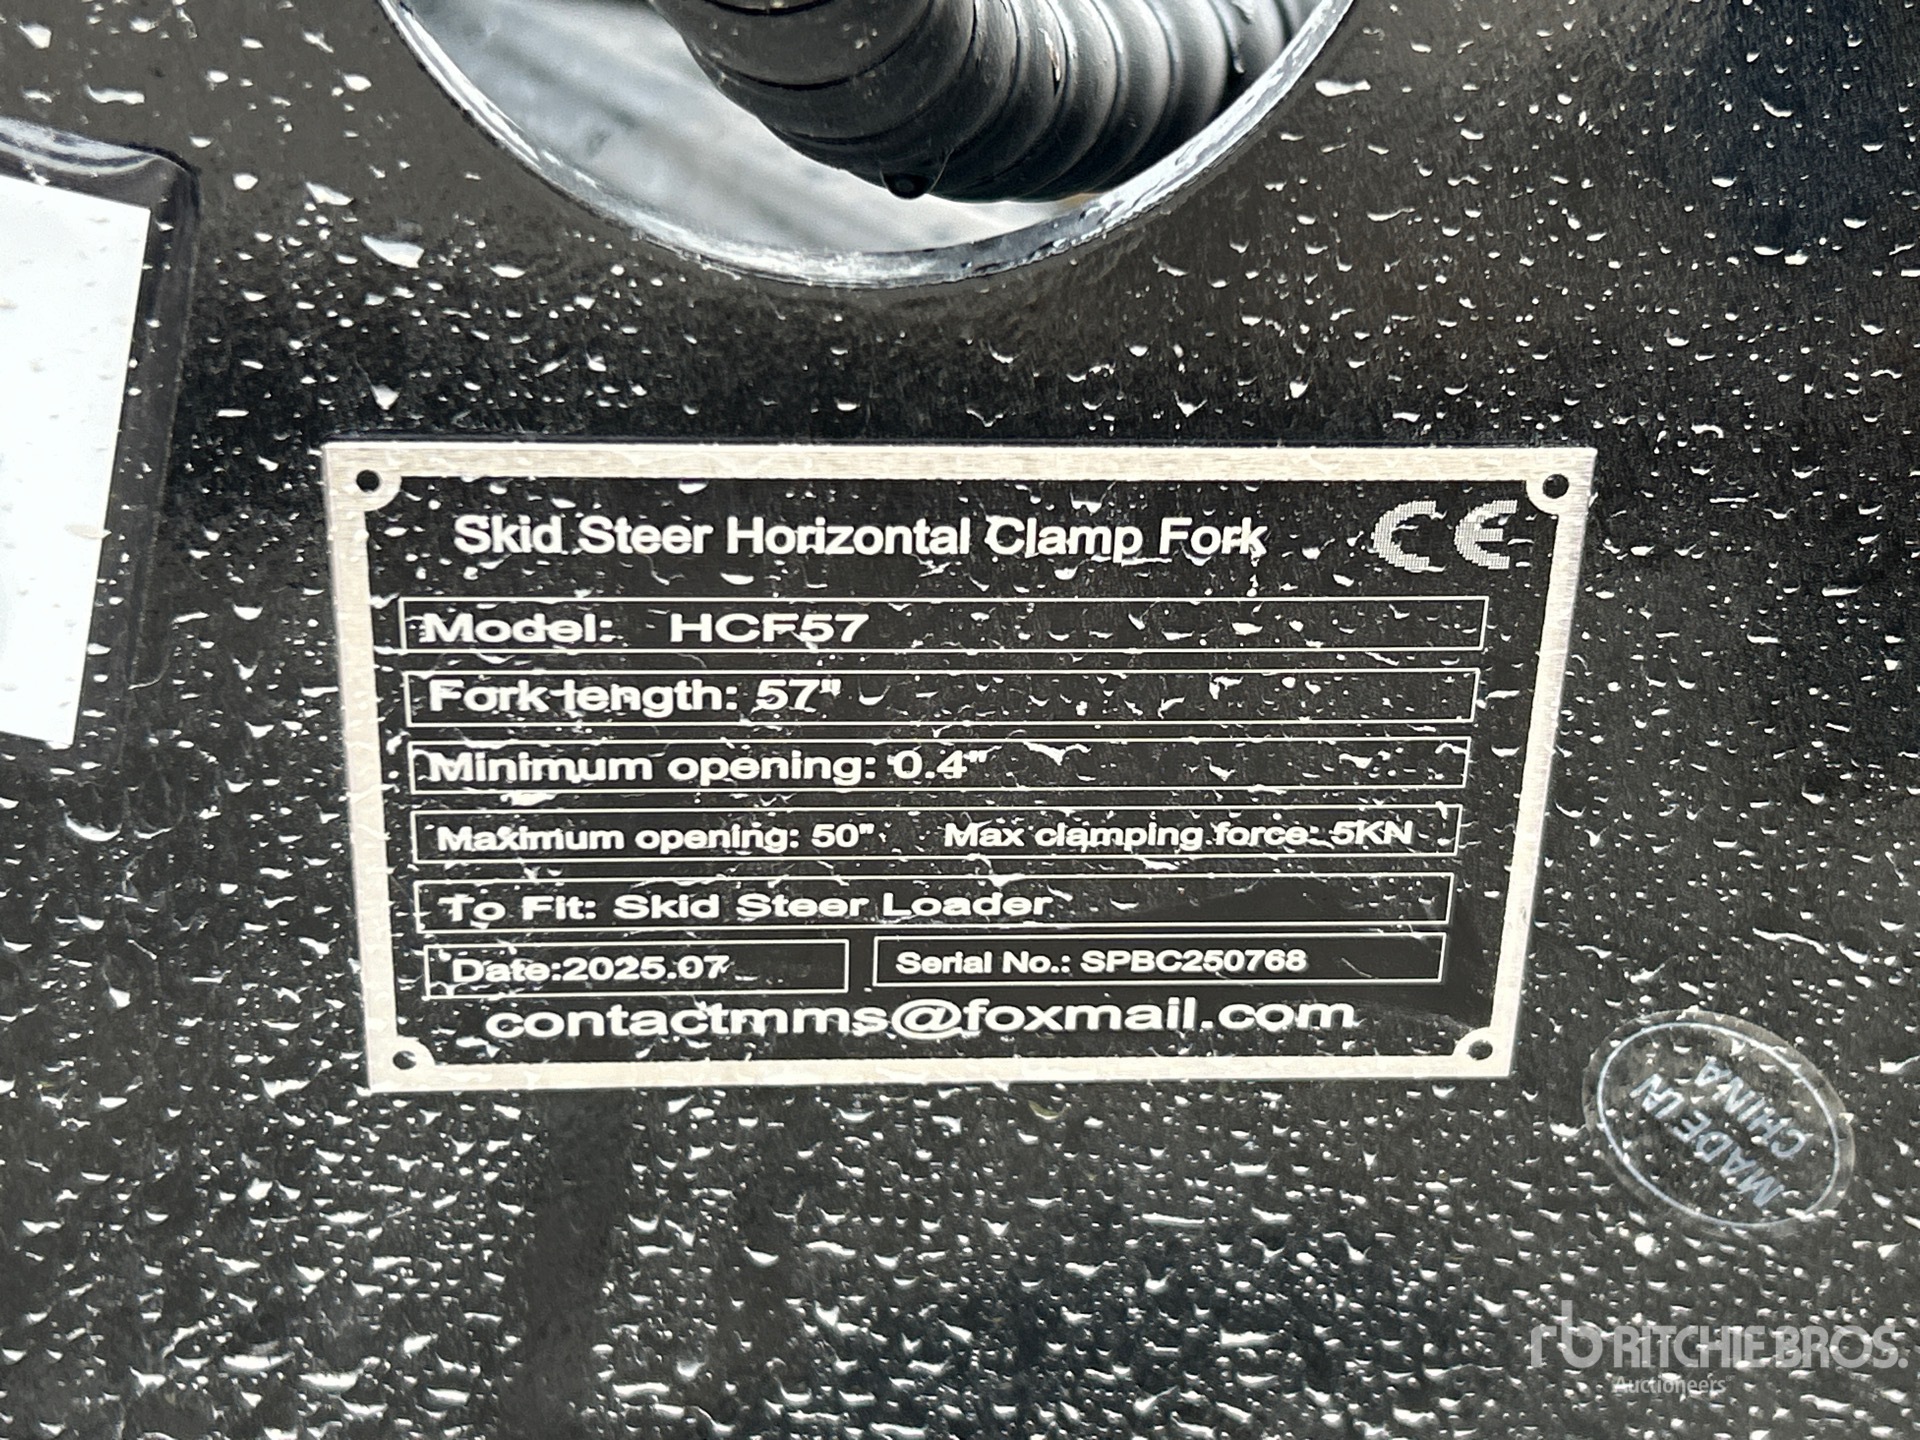 Skid Steer Horizontal Clamp Fork CE
Model: HCF57
Fork length: 57"
Minimum opening: 0.4"
Maximum opening: 50" Max clamping force: 5KN
To Fit: Skid Steer Loader
Date:2025.07 Serial No.: SPBC250768
contactmms@foxmail.com
MADE IN
CHINA
rb RITCHIE BROS.
Auctioneers